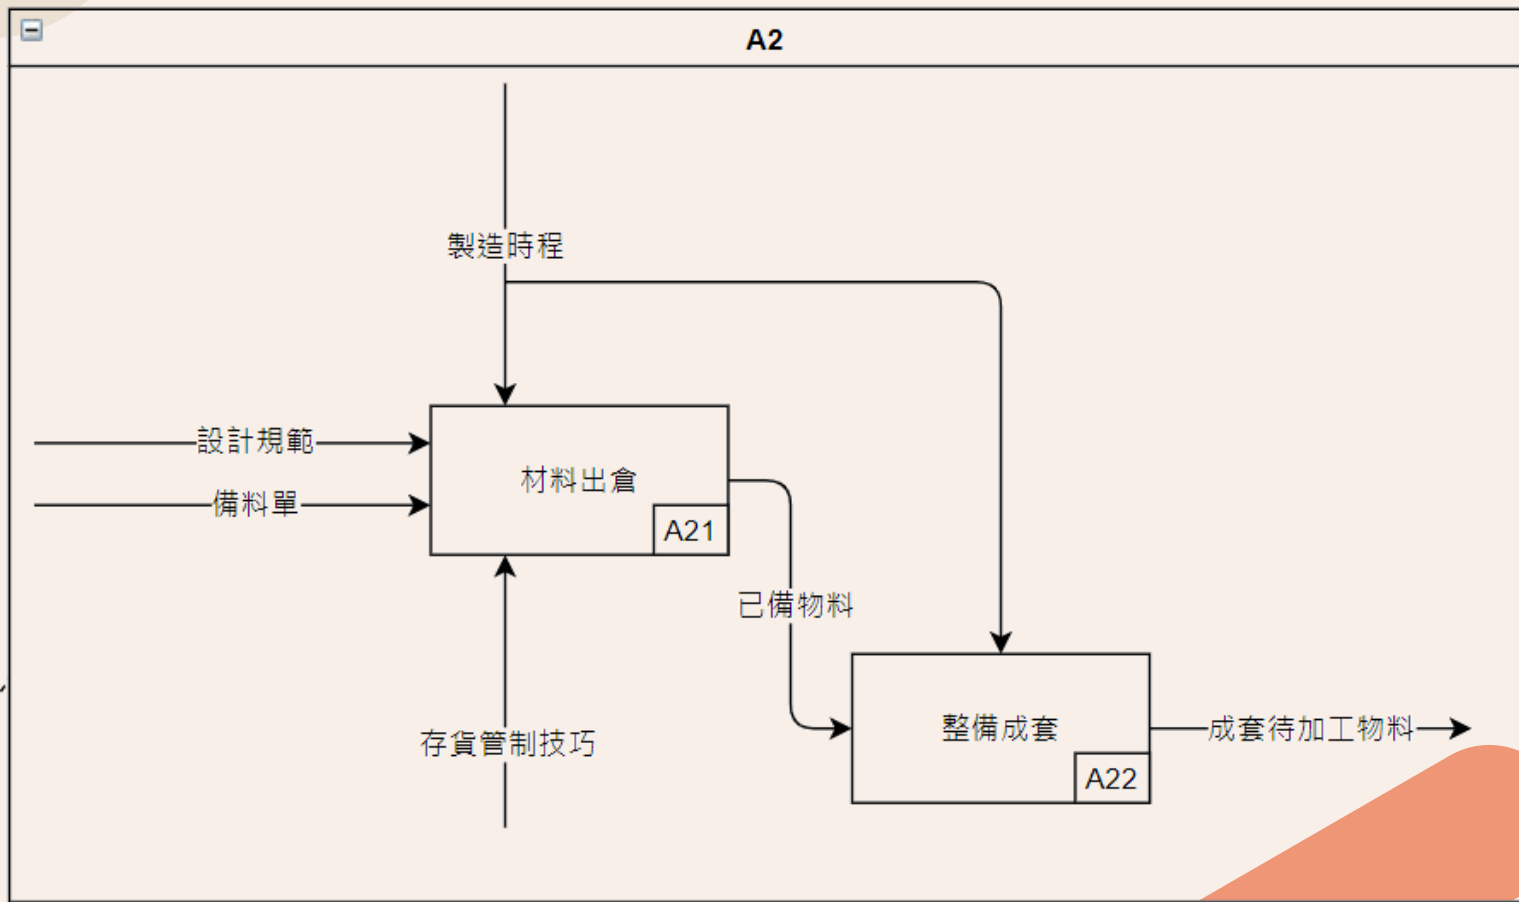 A2
製造時程
設計規範
備料單
材料出倉
A21
已備物料
存貨管制技巧
整備成套
A22
成套待加工物料